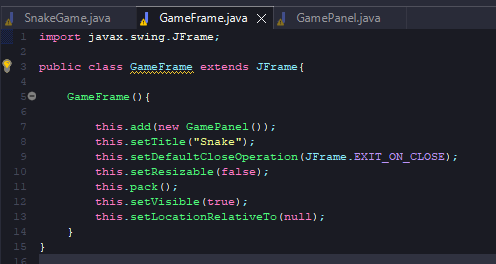 SnakeGame.java GameFrame.java X GamePanel.java
1 import javax.swing.JFrame;
2
3 public class GameFrame extends JFrame{
4
5 GameFrame(){
6
7 this.add(new GamePanel());
8 this.setTitle("Snake");
9 this.setDefaultCloseOperation(JFrame.EXIT_ON_CLOSE);
10 this.setResizable(false);
11 this.pack();
12 this.setVisible(true);
13 this.setLocationRelativeTo(null);
14 }
15 }
16